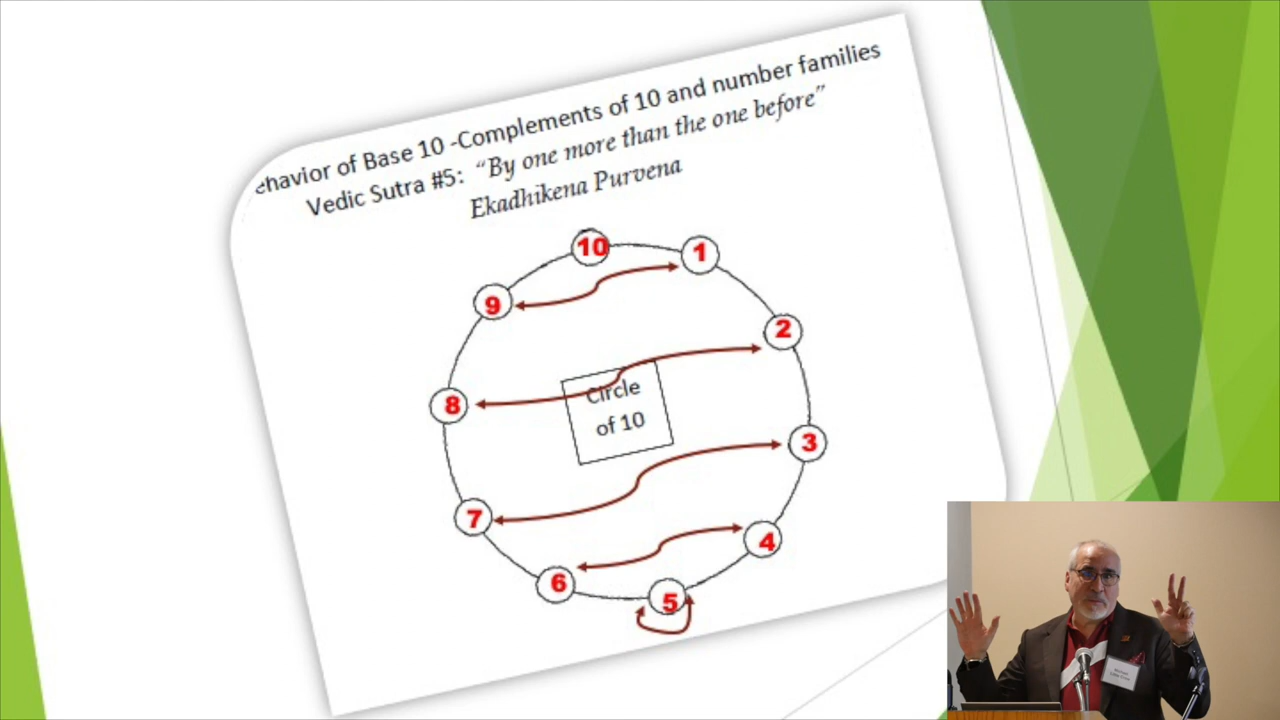 ehavior of Base 10 -Complements of 10 and number families
Vedic Sutra #5: “By one more than the one before”
Ekadhikena Purvena
10
1
9
2
Circle
of 10
8
3
7
4
6
5